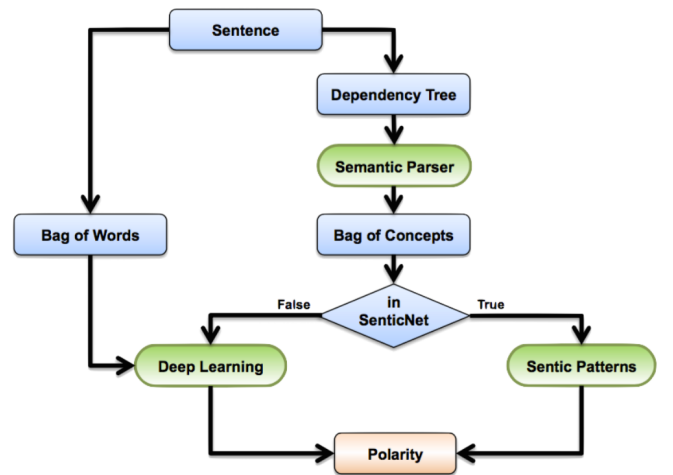 Sentence
Dependency Tree
Semantic Parser
Bag of Words
Bag of Concepts
False
in
SenticNet
True
Deep Learning
Sentic Patterns
Polarity